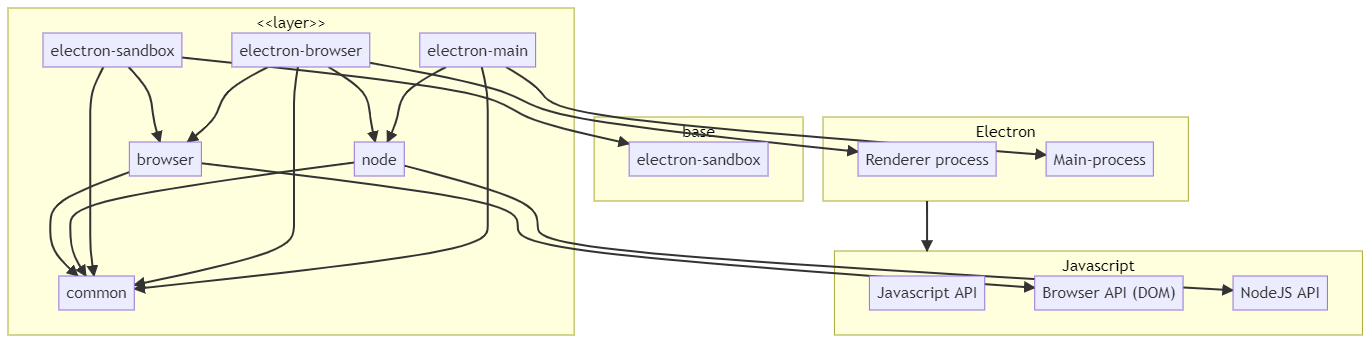 <<layer>>
electron-sandbox
electron-browser
electron-main
browser
node
common
base
electron-sandbox
Electron
Renderer process
Main-process
Javascript
Javascript API
Browser API (DOM)
NodeJS API